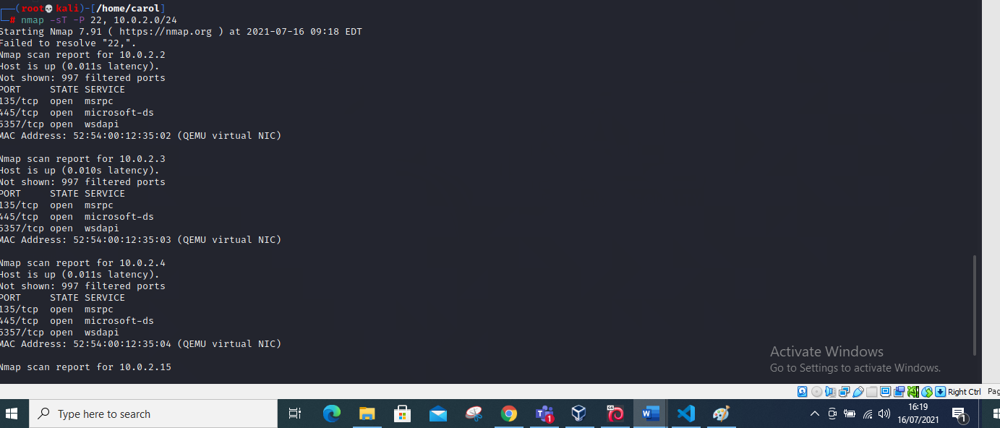 ┌──(root💀kali)-[/home/carol]
└─# nmap -sT -P 22, 10.0.2.0/24
Starting Nmap 7.91 ( https://nmap.org ) at 2021-07-16 09:18 EDT
Failed to resolve "22,".
Nmap scan report for 10.0.2.2
Host is up (0.011s latency).
Not shown: 997 filtered ports
PORT     STATE SERVICE
135/tcp  open  msrpc
445/tcp  open  microsoft-ds
5357/tcp open  wsdapi
MAC Address: 52:54:00:12:35:02 (QEMU virtual NIC)
Nmap scan report for 10.0.2.3
Host is up (0.010s latency).
Not shown: 997 filtered ports
PORT     STATE SERVICE
135/tcp  open  msrpc
445/tcp  open  microsoft-ds
5357/tcp open  wsdapi
MAC Address: 52:54:00:12:35:03 (QEMU virtual NIC)
Nmap scan report for 10.0.2.4
Host is up (0.011s latency).
Not shown: 997 filtered ports
PORT     STATE SERVICE
135/tcp  open  msrpc
445/tcp  open  microsoft-ds
5357/tcp open  wsdapi
MAC Address: 52:54:00:12:35:04 (QEMU virtual NIC)
Nmap scan report for 10.0.2.15
Activate Windows
Go to Settings to activate Windows.
Right Ctrl
Pag
Type here to search
16:19
16/07/2021
1
1